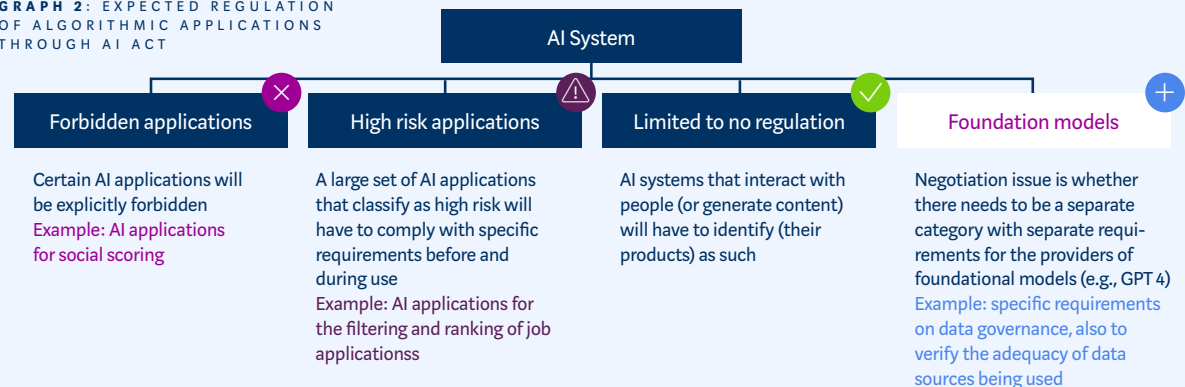 GRAPH 2: EXPECTED REGULATION
OF ALGORITHMIC APPLICATIONS
THROUGH AI ACT
AI System
Forbidden applications
Certain AI applications will
be explicitly forbidden
Example: AI applications
for social scoring
High risk applications
A large set of AI applications
that classify as high risk will
have to comply with specific
requirements before and
during use
Example: AI applications for
the filtering and ranking of job
applicationss
Limited to no regulation
AI systems that interact with
people (or generate content)
will have to identify (their
products) as such
Foundation models
Negotiation issue is whether
there needs to be a separate
category with separate requi-
rements for the providers of
foundational models (e.g., GPT 4)
Example: specific requirements
on data governance, also to
verify the adequacy of data
sources being used